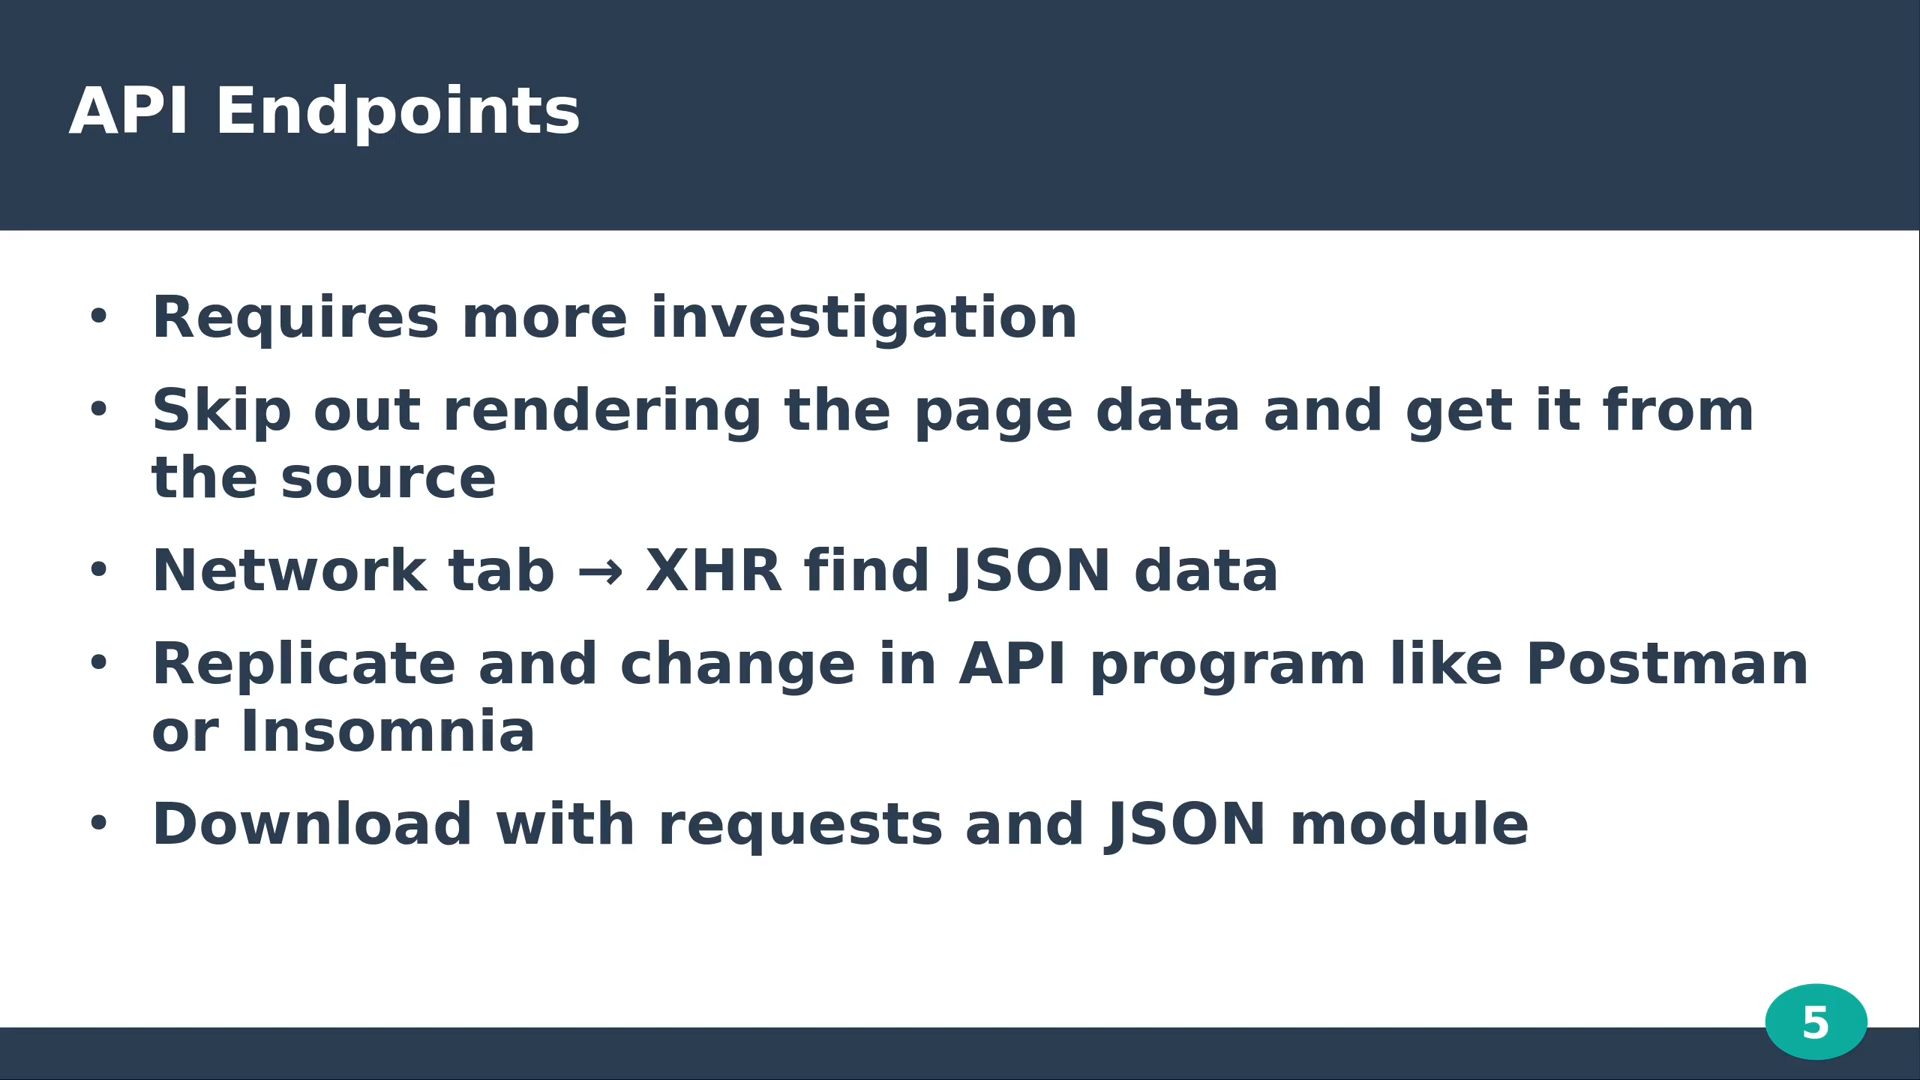 API Endpoints
• Requires more investigation
• Skip out rendering the page data and get it from
the source
• Network tab → XHR find JSON data
• Replicate and change in API program like Postman
or Insomnia
• Download with requests and JSON module
5